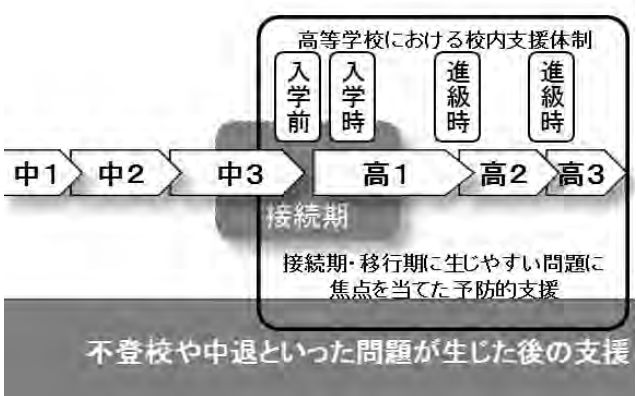 高等学校における校内支援体制
入学前
入学時
進級時
進級時
中1
中2
中3
高1
高2
高3
接続期
接続期・移行期に生じやすい問題に
焦点を当てた予防的支援
不登校や中退といった問題が生じた後の支援